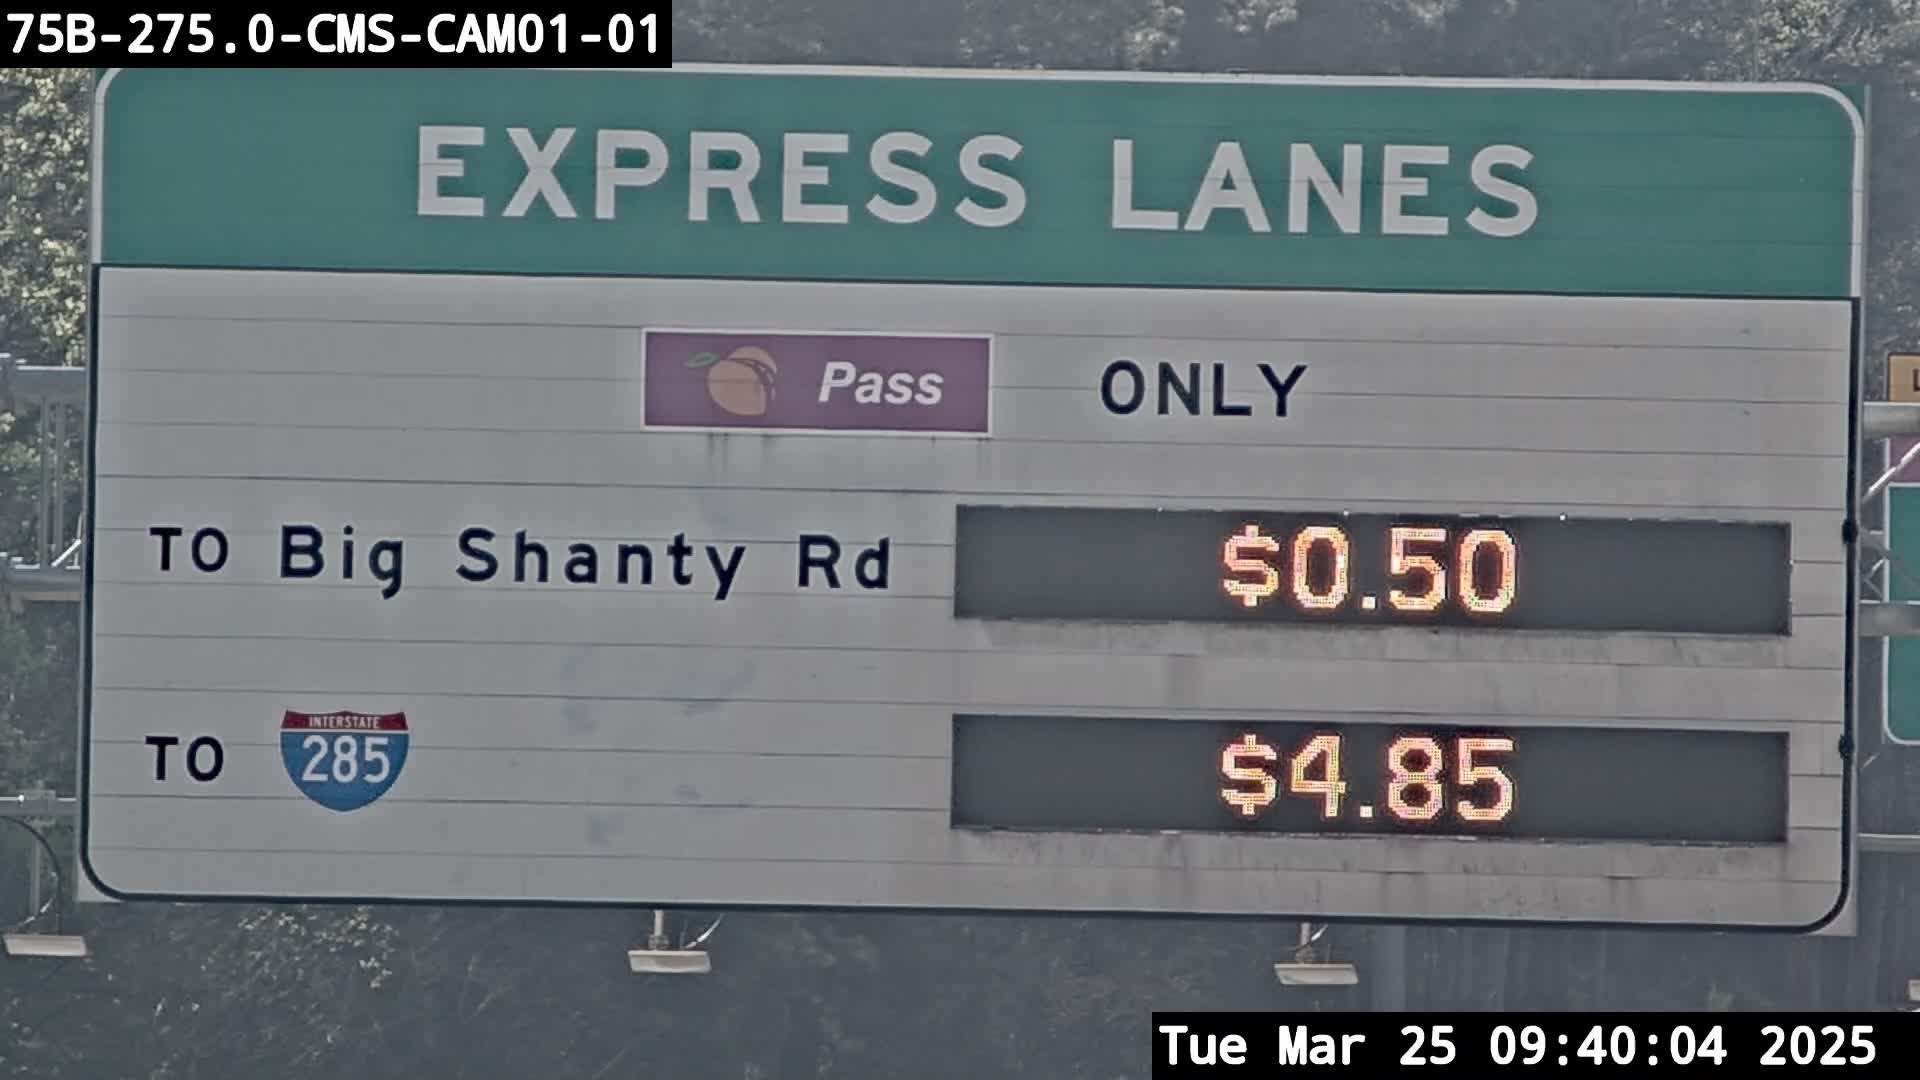 75B-275.0-CMS-CAM01-01
EXPRESS LANES
Pass ONLY
TO Big Shanty Rd $0.50
INTERSTATE
TO 285 $4.85
Tue Mar 25 09:40:04 2025